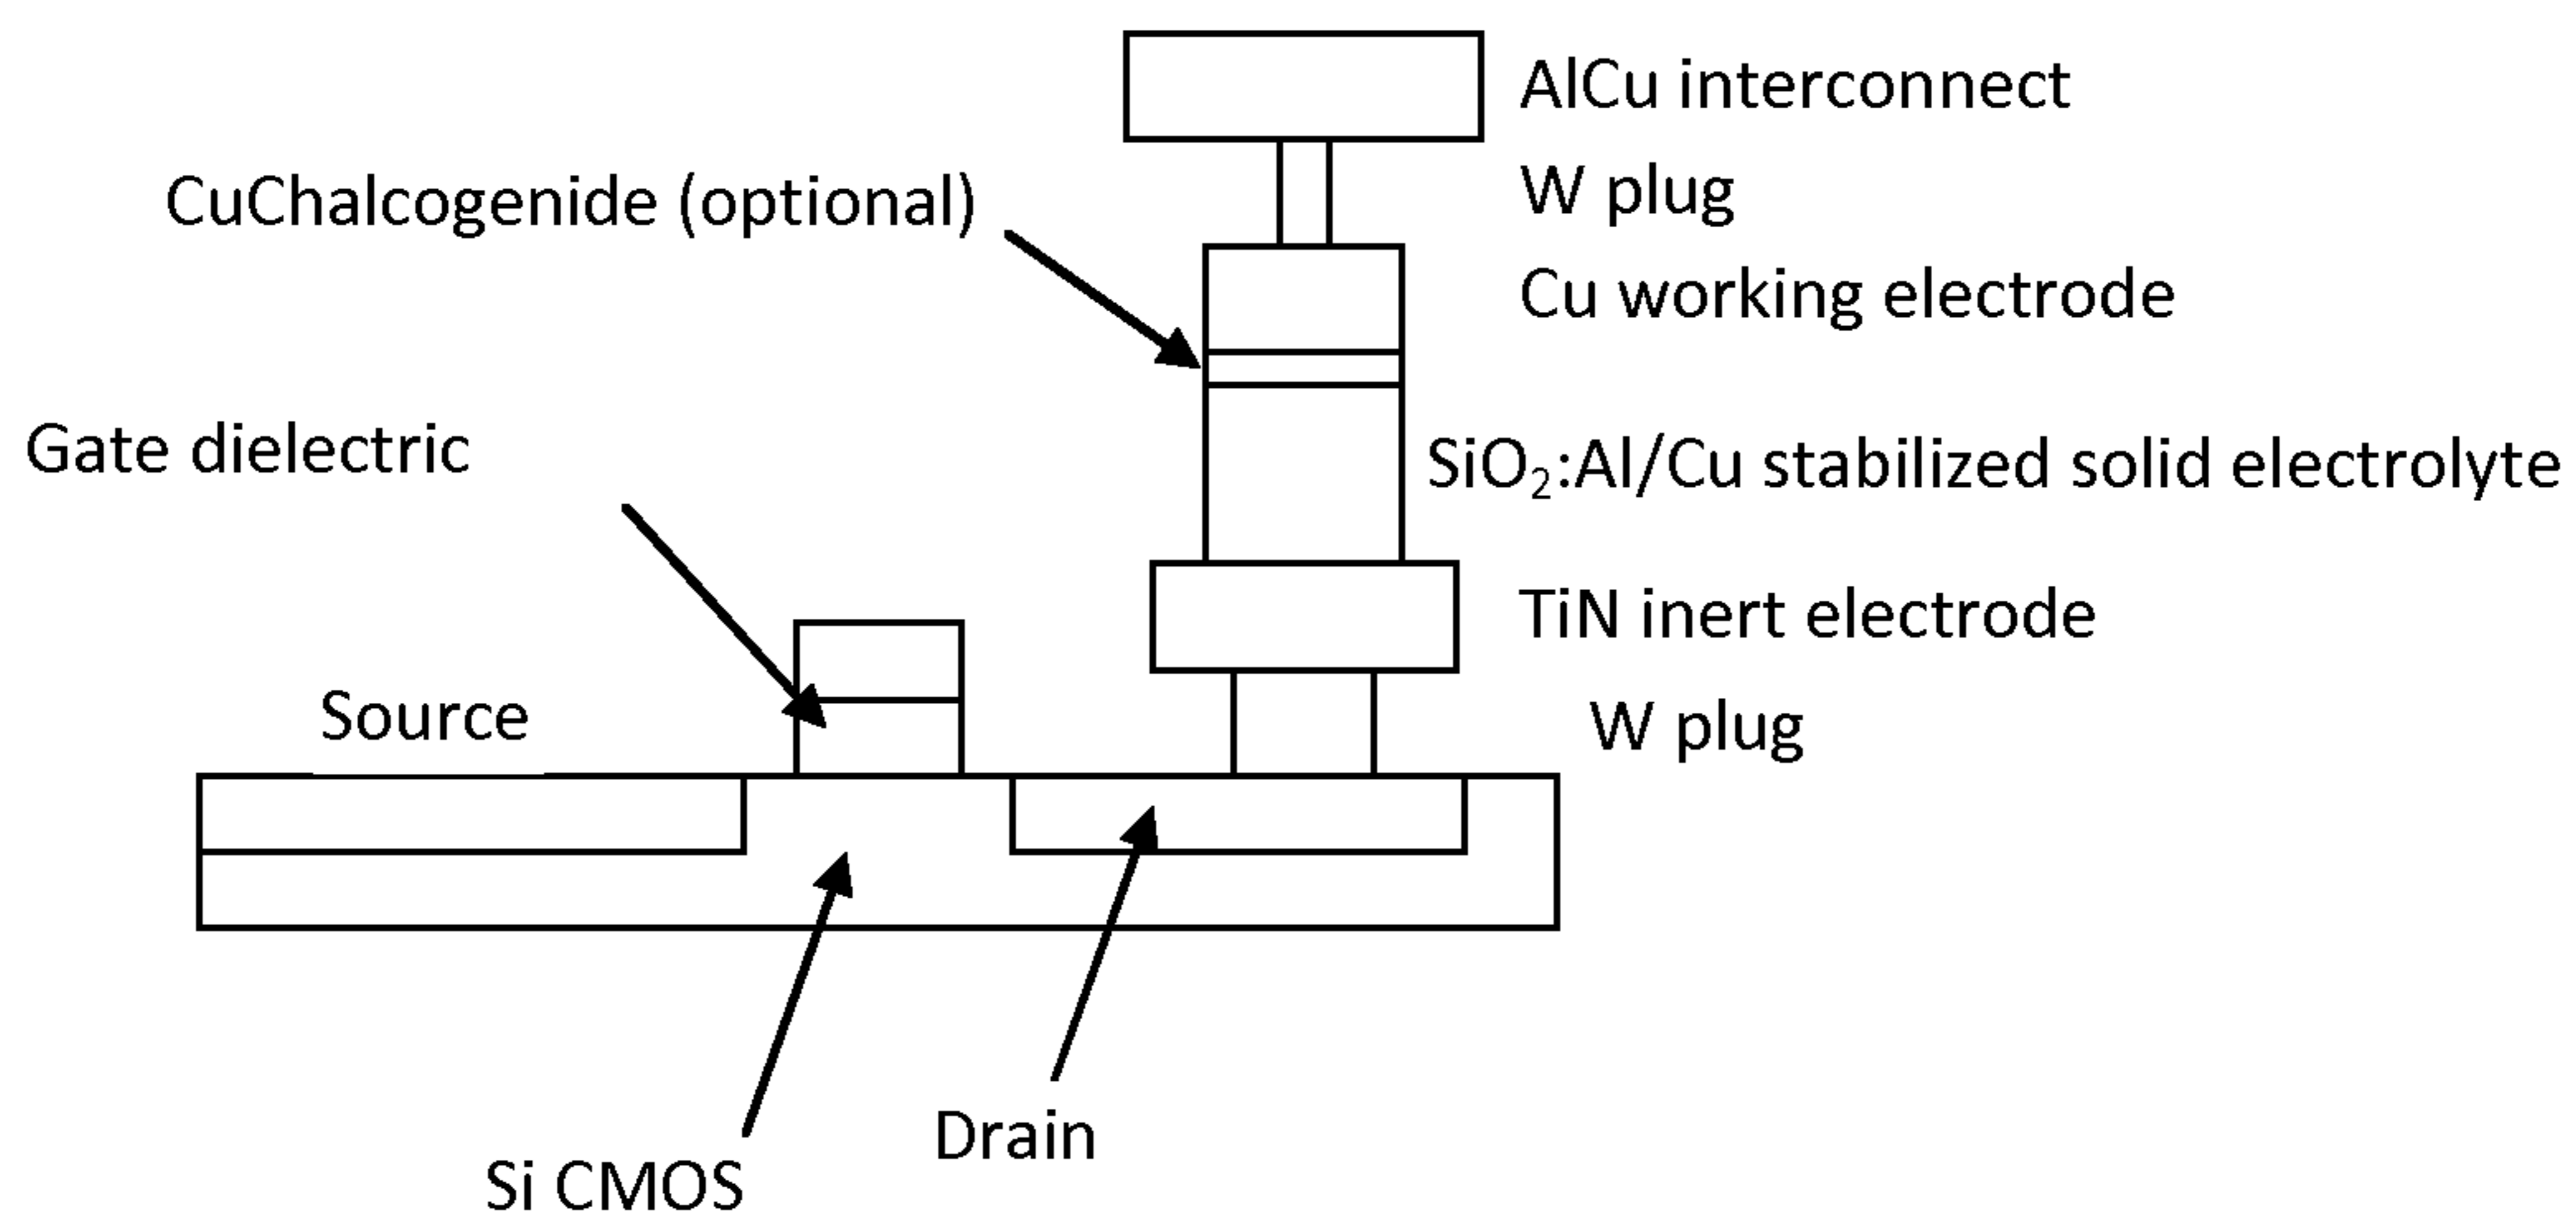 AlCu interconnect
W plug
CuChalcogenide (optional)
Cu working electrode
Gate dielectric
SiO₂:Al/Cu stabilized solid electrolyte
TiN inert electrode
Source
W plug
Drain
Si CMOS